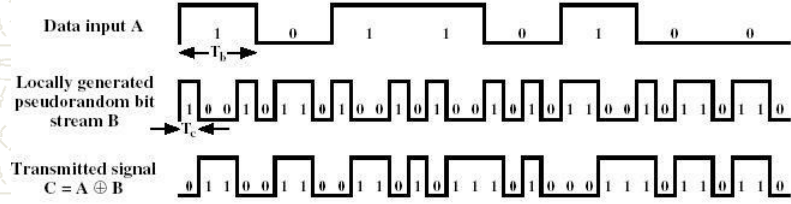 Data input A
1 0 1 1 0 1 0 0
Tb
Locally generated
pseudorandom bit
stream B
1 0 0 1 0 1 1 0 1 0 0 1 0 1 0 0 1 0 1 0 1 1 0 0 1 0 1 1 0 1 1 0
Tc
Transmitted signal
C = A ⊕ B
0 1 1 0 0 1 1 0 0 1 1 0 1 0 1 1 1 0 1 0 0 0 1 1 1 0 1 1 0 1 1 0